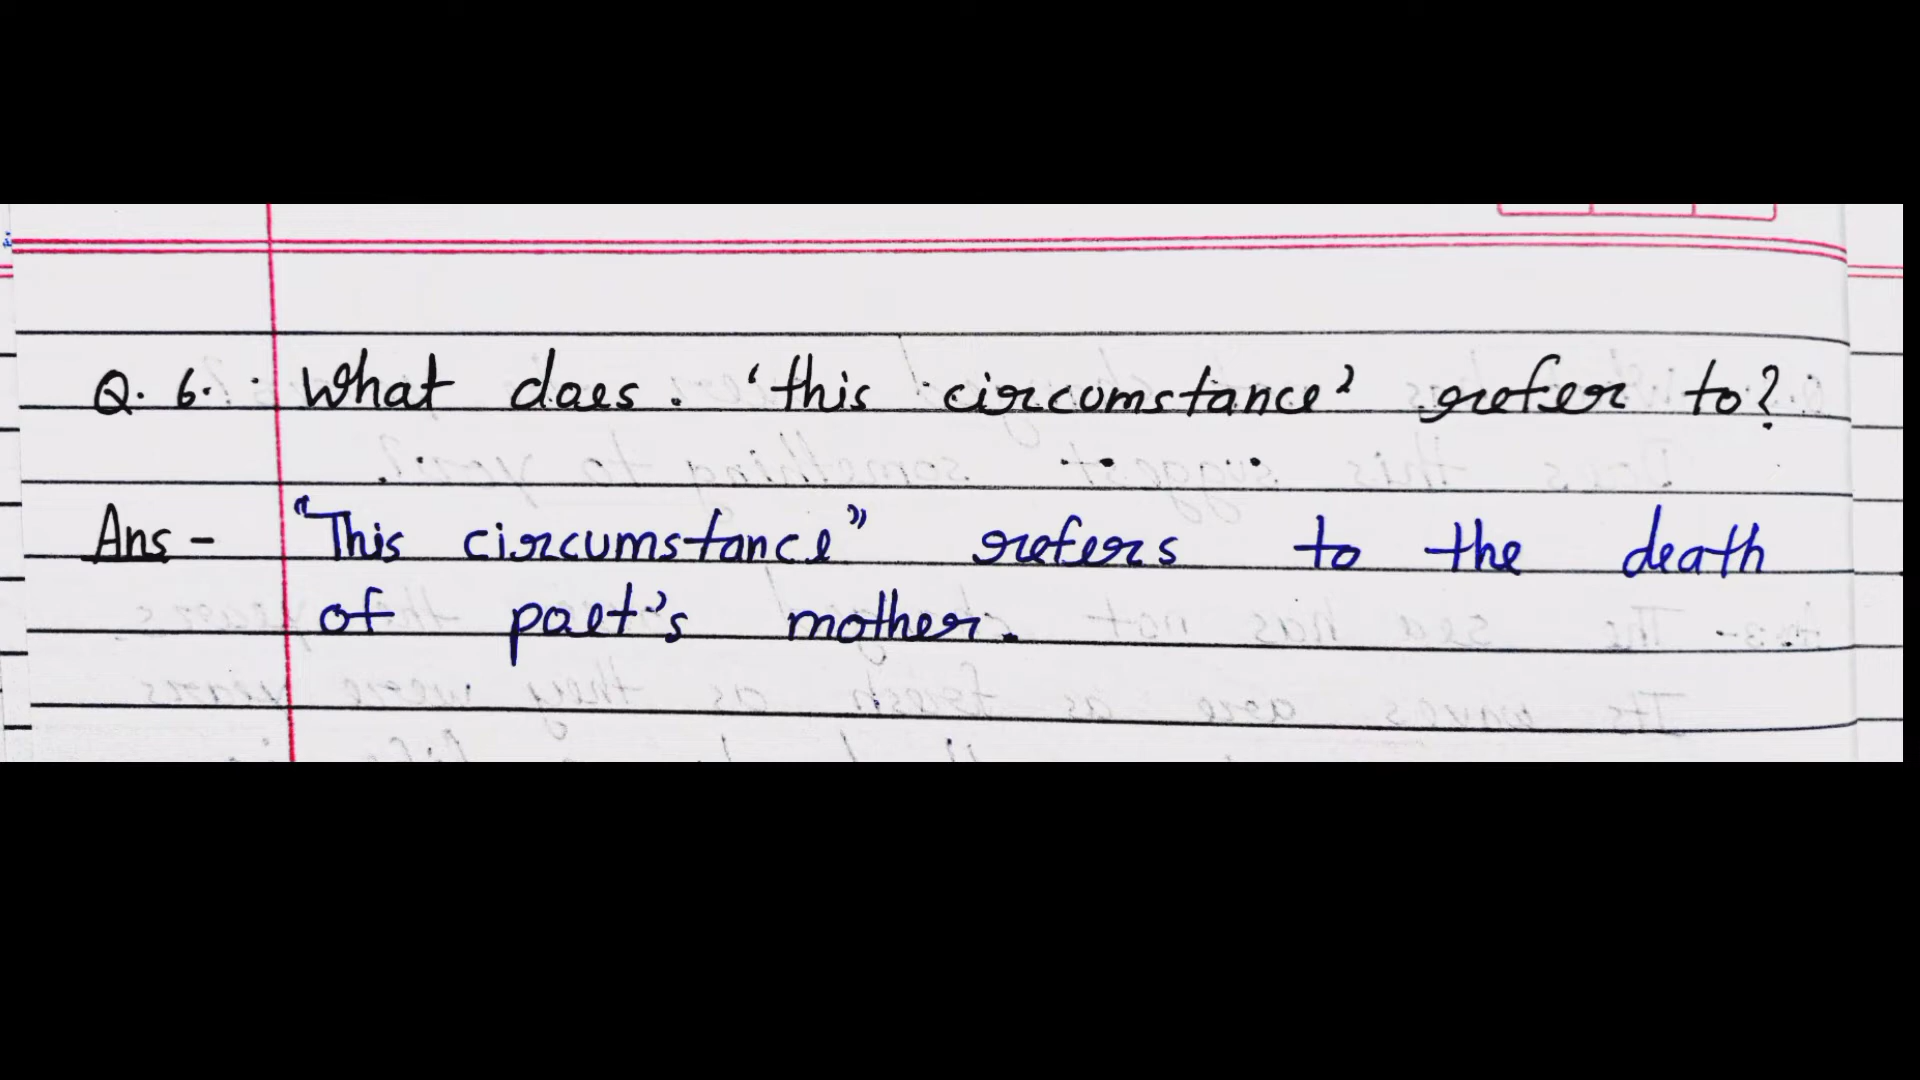 Q. 6. What does 'this circumstance' refer to?
Ans - "This circumstance" refers to the death
of poet's mother.